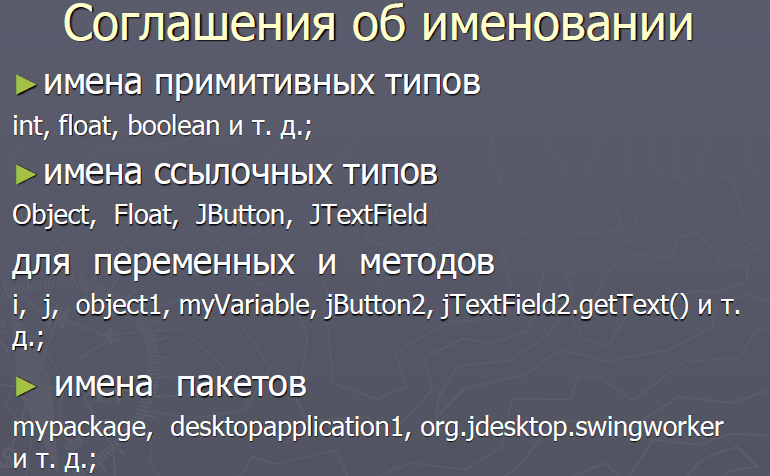 Соглашения об именовании
►имена примитивных типов
int, float, boolean и т. д.;
►имена ссылочных типов
Object, Float, JButton, JTextField
для переменных и методов
i, j, object1, myVariable, jButton2, jTextField2.getText() и т.
д.;
► имена пакетов
mypackage, desktopapplication1, org.jdesktop.swingworker
и т. д.;